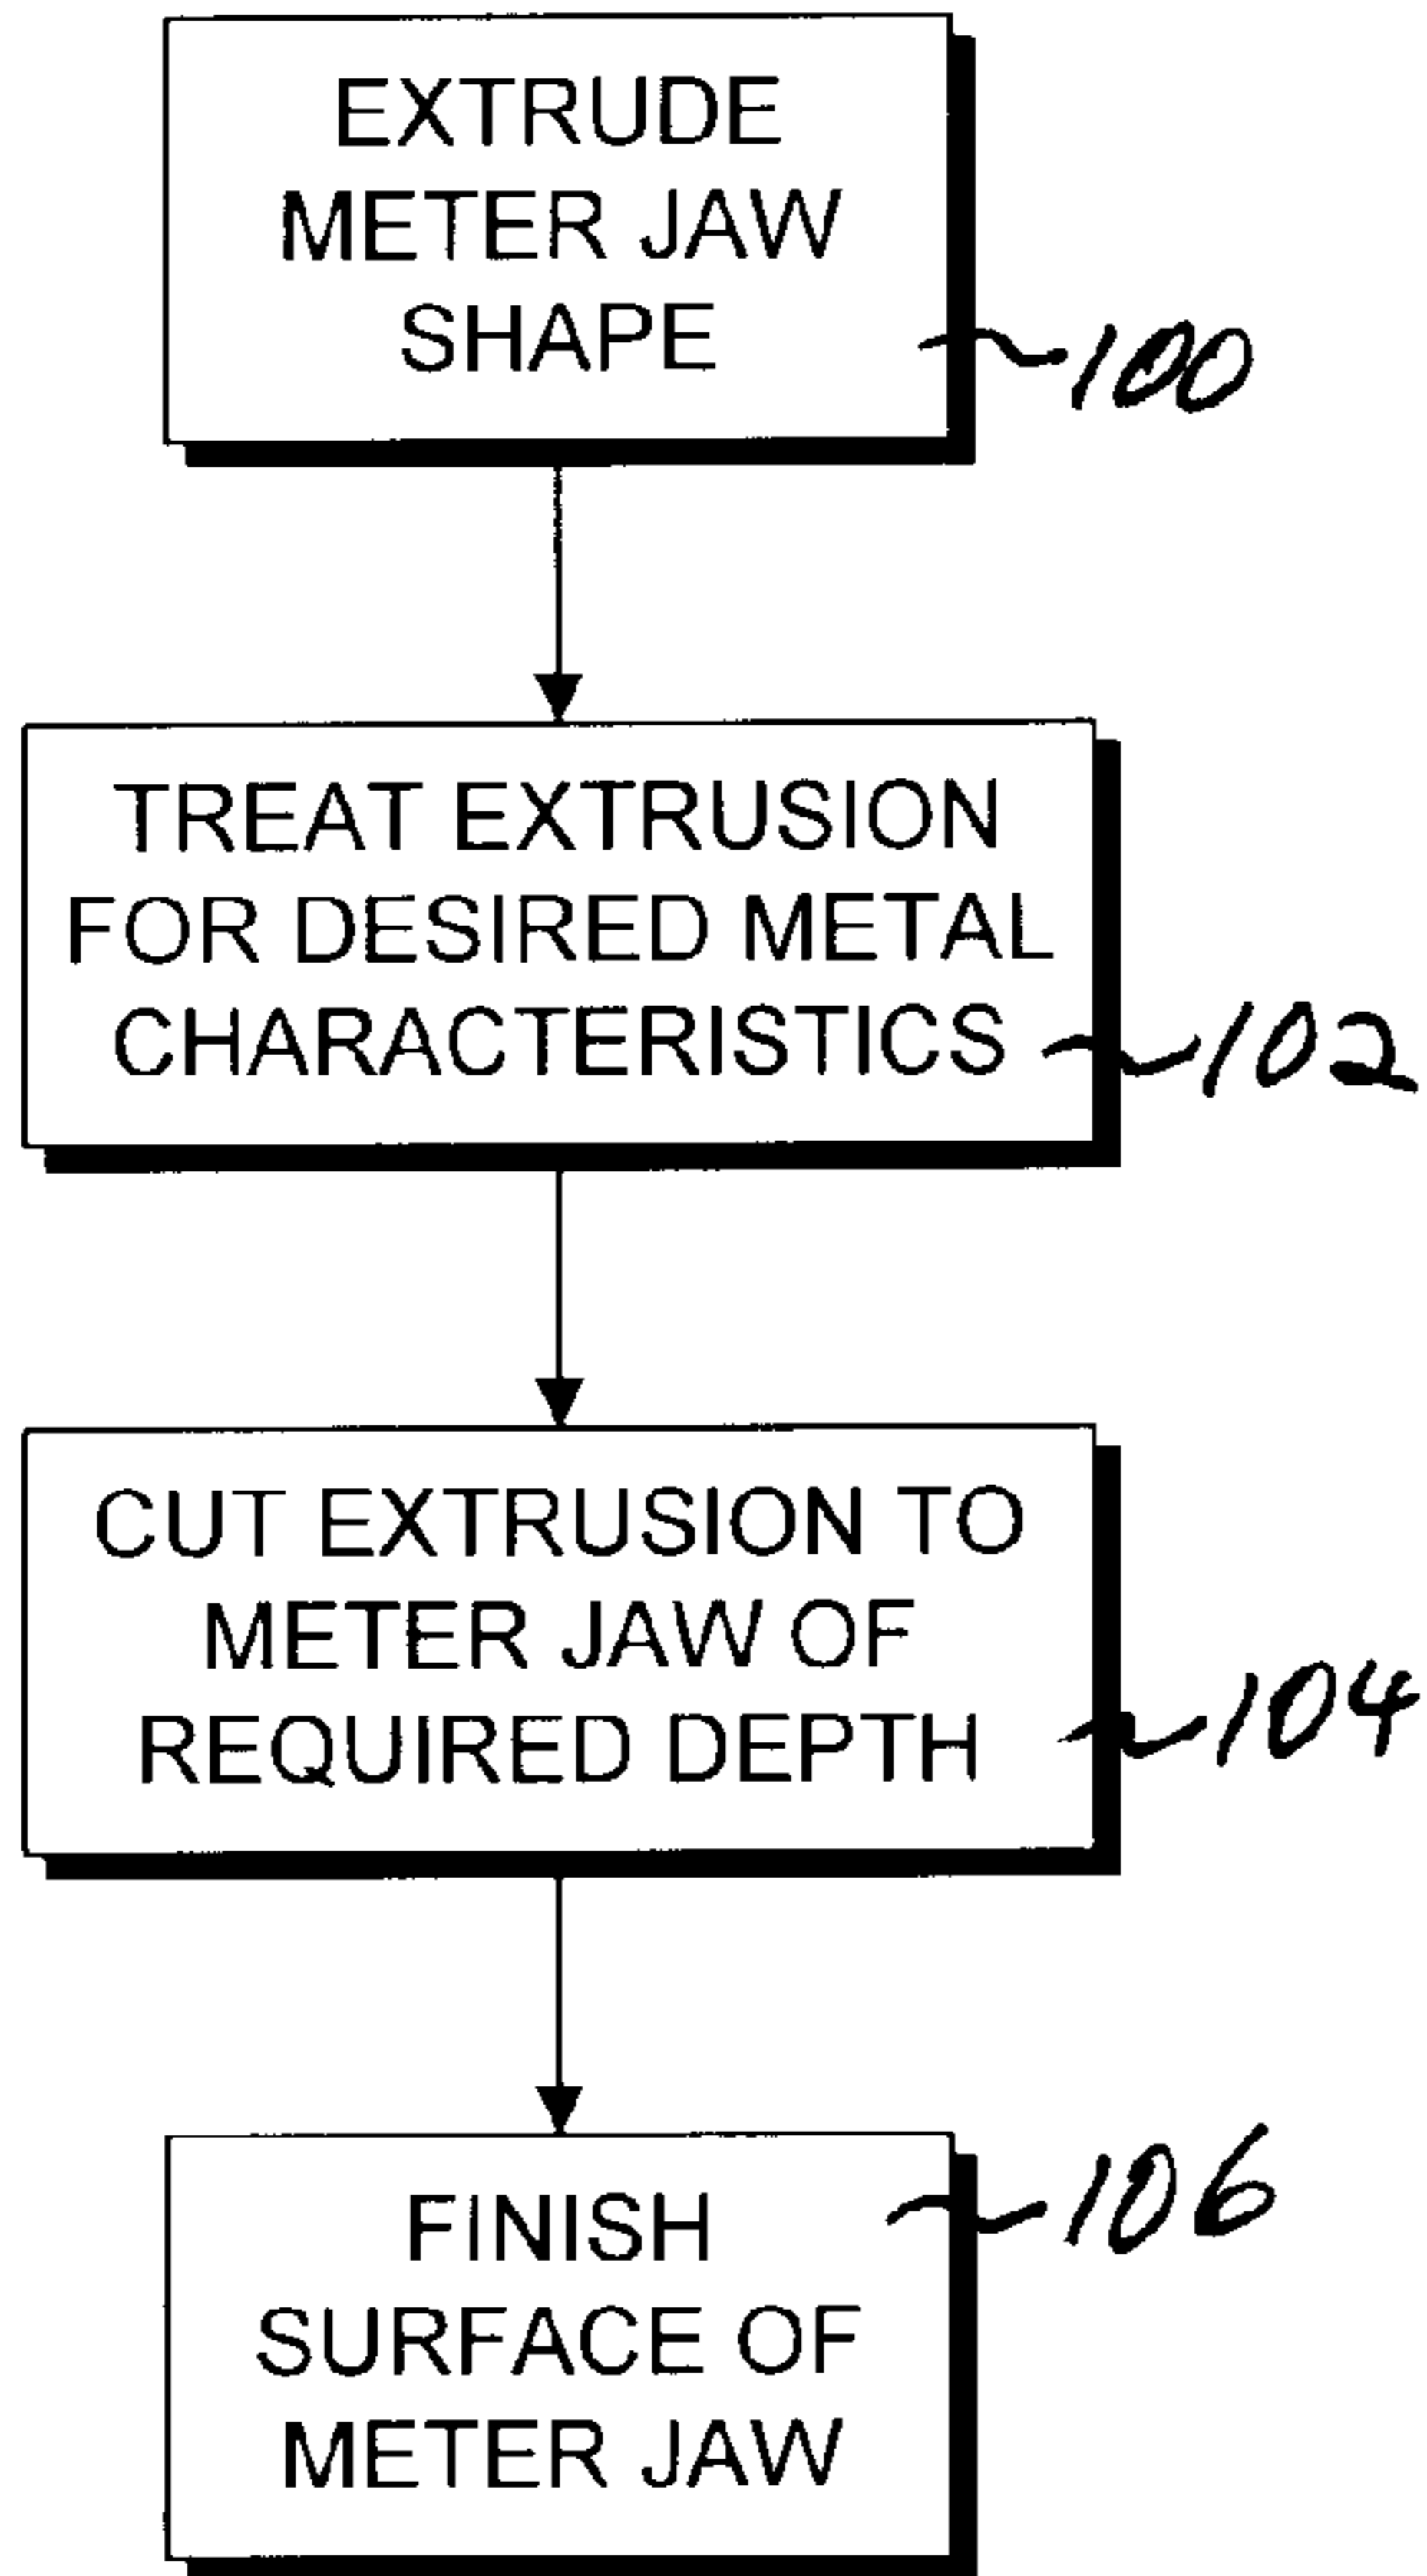 EXTRUDE
METER JAW
SHAPE
100
TREAT EXTRUSION
FOR DESIRED METAL
CHARACTERISTICS
102
CUT EXTRUSION TO
METER JAW OF
REQUIRED DEPTH
104
FINISH
106
SURFACE OF
METER JAW